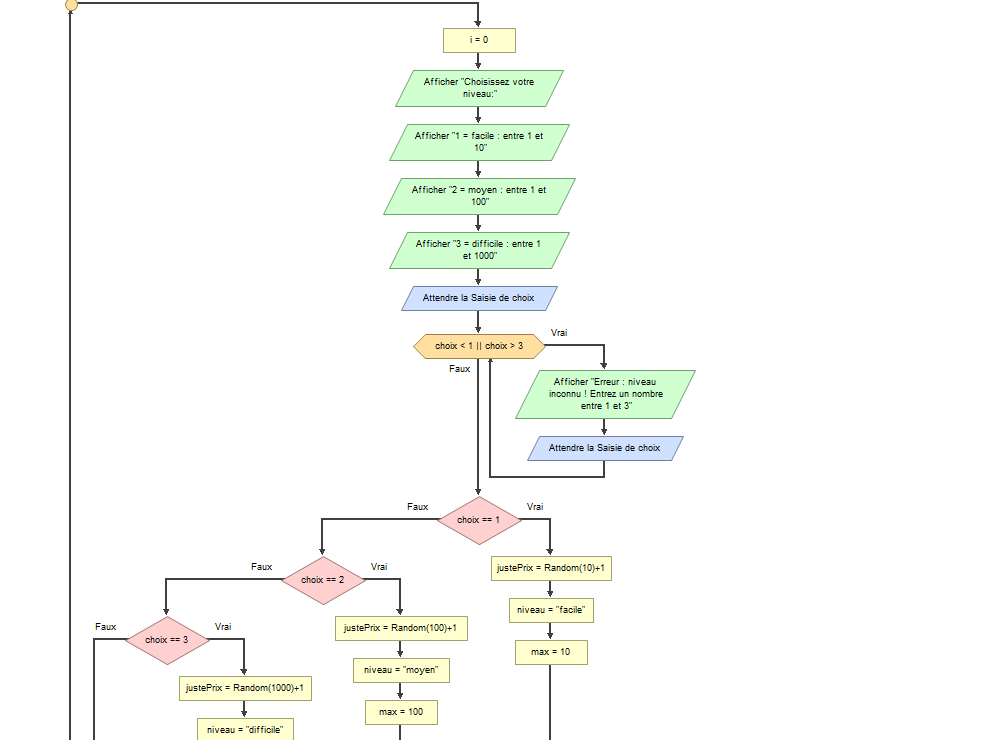 i = 0
Afficher "Choisissez votre
niveau:"
Afficher "1 = facile : entre 1 et
10"
Afficher "2 = moyen : entre 1 et
100"
Afficher "3 = difficile : entre 1
et 1000"
Attendre la Saisie de choix
choix < 1 || choix > 3
Vrai
Faux
Afficher "Erreur : niveau
inconnu ! Entrez un nombre
entre 1 et 3"
Attendre la Saisie de choix
choix == 1
Faux
Vrai
choix == 2
Faux
Vrai
justePrix = Random(10)+1
niveau = "facile"
max = 10
choix == 3
Faux
Vrai
justePrix = Random(100)+1
niveau = "moyen"
max = 100
justePrix = Random(1000)+1
niveau = "difficile"